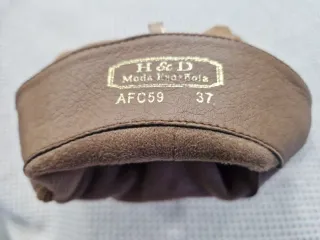 H & D
Moda Española
AFC59 37